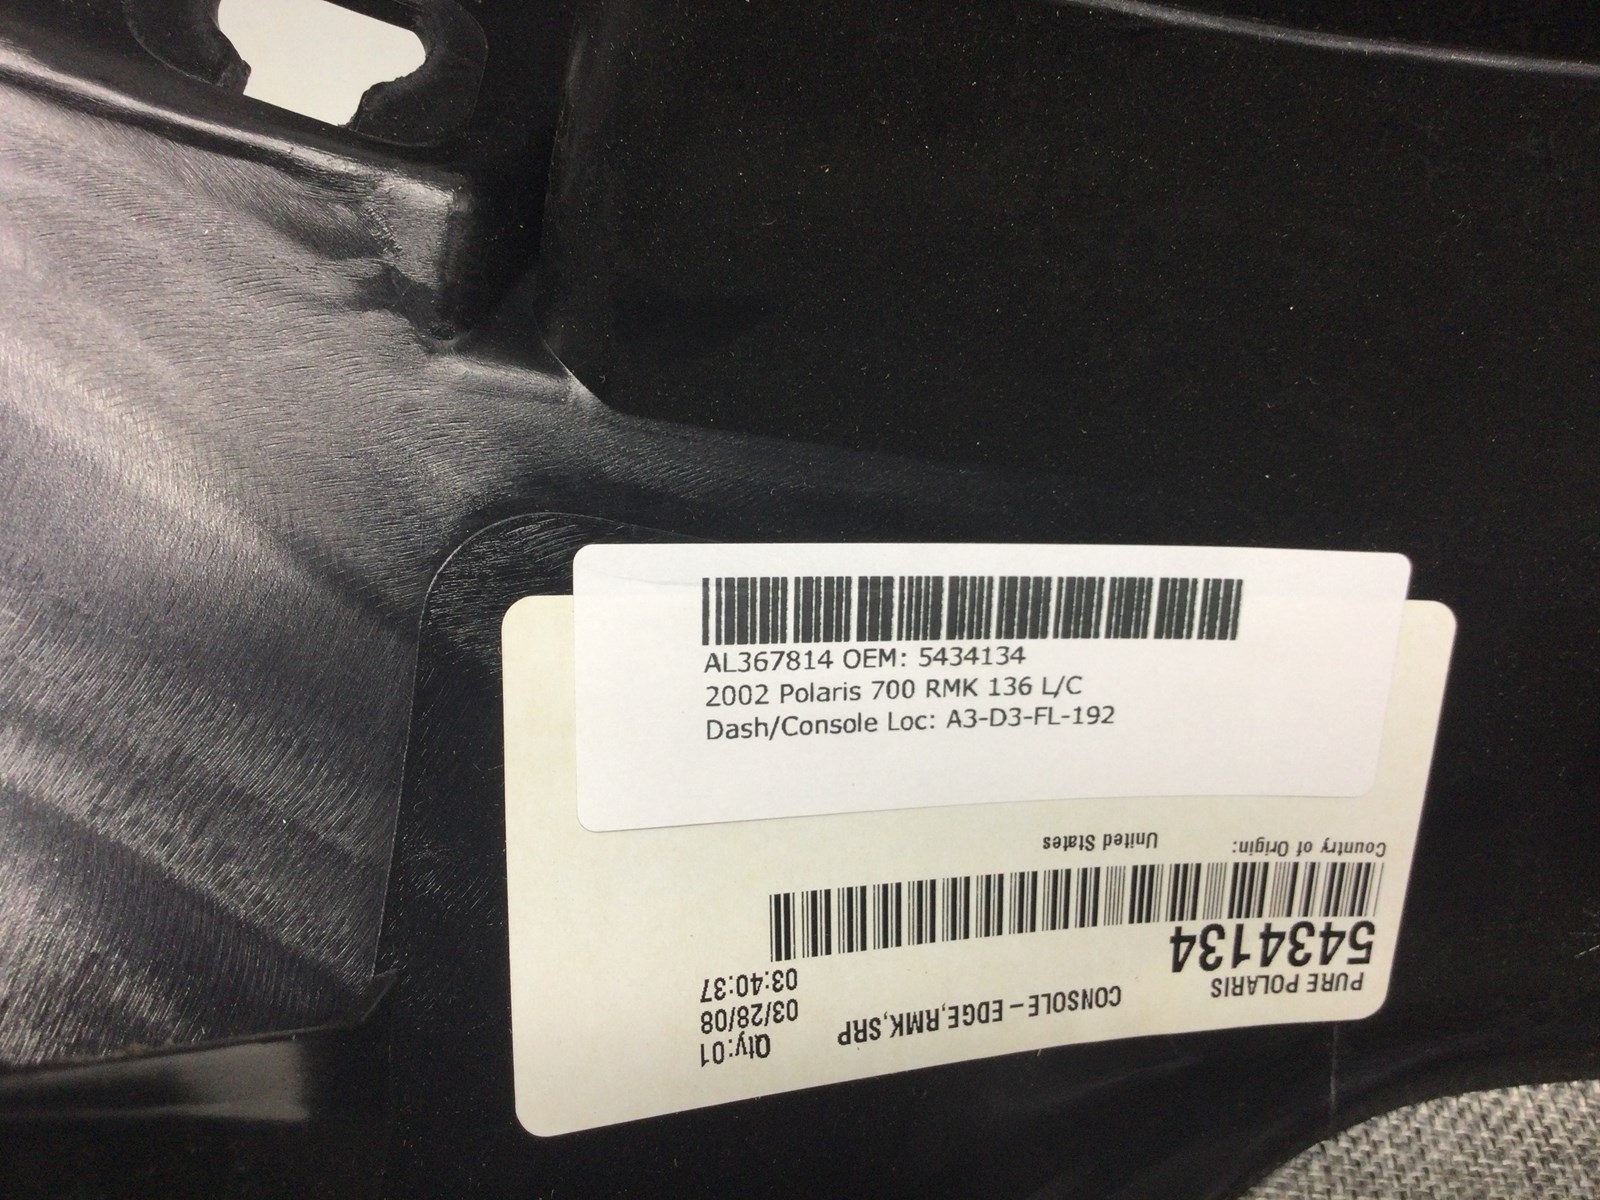 AL367814 OEM: 5434134
2002 Polaris 700 RMK 136 L/C
Dash/Console Loc: A3-D3-FL-192
PURE POLARIS
5434134
CONSOLE-EDGE,RMK,SRP
Qty:01
03/28/08
03:40:37
Country of Origin: United States